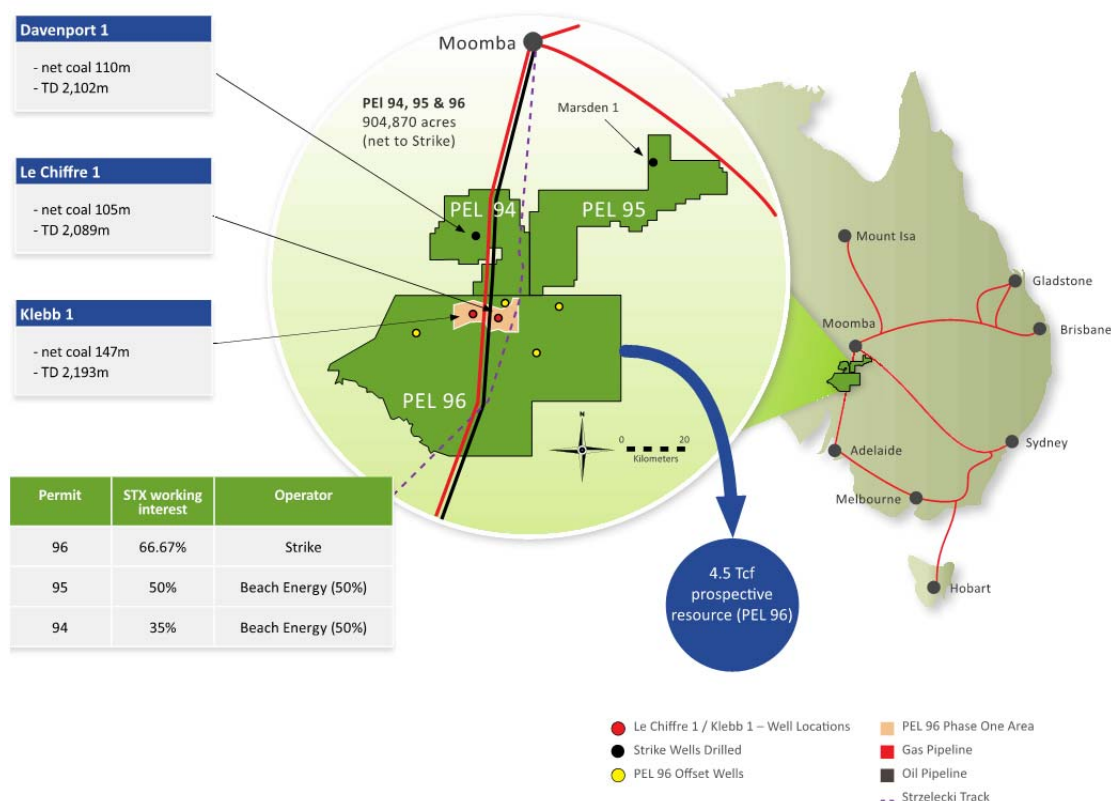 Davenport 1
- net coal 110m
- TD 2,102m
Le Chiffre 1
- net coal 105m
- TD 2,089m
Klebb 1
- net coal 147m
- TD 2,193m
Moomba
PEl 94, 95 & 96
904,870 acres
(net to Strike)
Marsden 1
PEL 94
PEL 95
PEL 96
N
0 20
Kilometers
Mount Isa
Gladstone
Moomba
Brisbane
Adelaide
Sydney
Melbourne
Hobart
Permit STX working interest Operator
96 66.67% Strike
95 50% Beach Energy (50%)
94 35% Beach Energy (50%)
4.5 Tcf
prospective
resource (PEL 96)
Le Chiffre 1 / Klebb 1 – Well Locations
Strike Wells Drilled
PEL 96 Offset Wells
PEL 96 Phase One Area
Gas Pipeline
Oil Pipeline
Strzelecki Track